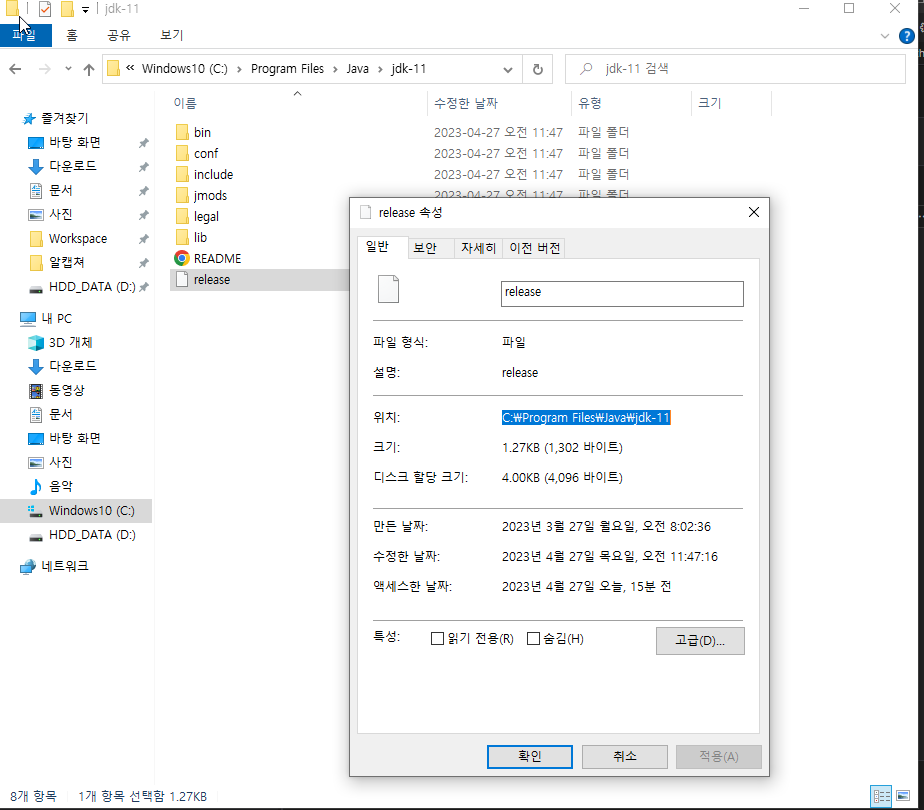 jdk-11
파일 홈 공유 보기
« Windows10 (C:) › Program Files › Java › jdk-11
jdk-11 검색
즐겨찾기
바탕 화면
다운로드
문서
사진
Workspace
알캡쳐
HDD_DATA (D:)
내 PC
3D 개체
다운로드
동영상
문서
바탕 화면
사진
음악
Windows10 (C:)
HDD_DATA (D:)
네트워크
이름 수정한 날짜 유형 크기
bin 2023-04-27 오전 11:47 파일 폴더
conf 2023-04-27 오전 11:47 파일 폴더
include 2023-04-27 오전 11:47 파일 폴더
jmods 2023-04-27 오전 11:47 파일 폴더
legal
lib
README
release
release 속성
일반 보안 자세히 이전 버전
release
파일 형식: 파일
설명: release
위치: C:₩Program Files₩Java₩jdk-11
크기: 1.27KB (1,302 바이트)
디스크 할당 크기: 4.00KB (4,096 바이트)
만든 날짜: 2023년 3월 27일 월요일, 오전 8:02:36
수정한 날짜: 2023년 4월 27일 목요일, 오전 11:47:16
액세스한 날짜: 2023년 4월 27일 오늘, 15분 전
특성: 읽기 전용(R) 숨김(H) 고급(D)...
확인 취소 적용(A)
8개 항목 1개 항목 선택함 1.27KB